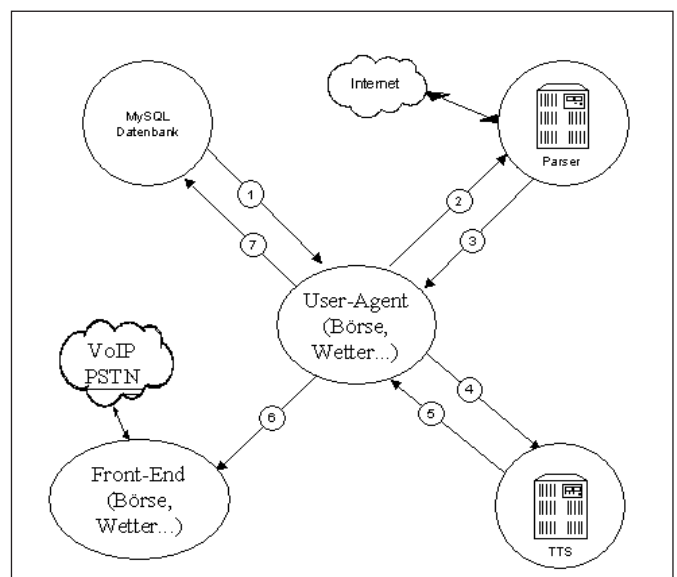 Internet
MySQL
Datenbank
Parser
1
2
7
3
User-Agent
(Börse,
Wetter...)
VoIP
PSTN
4
5
6
Front-End
(Börse,
Wetter...)
TTS